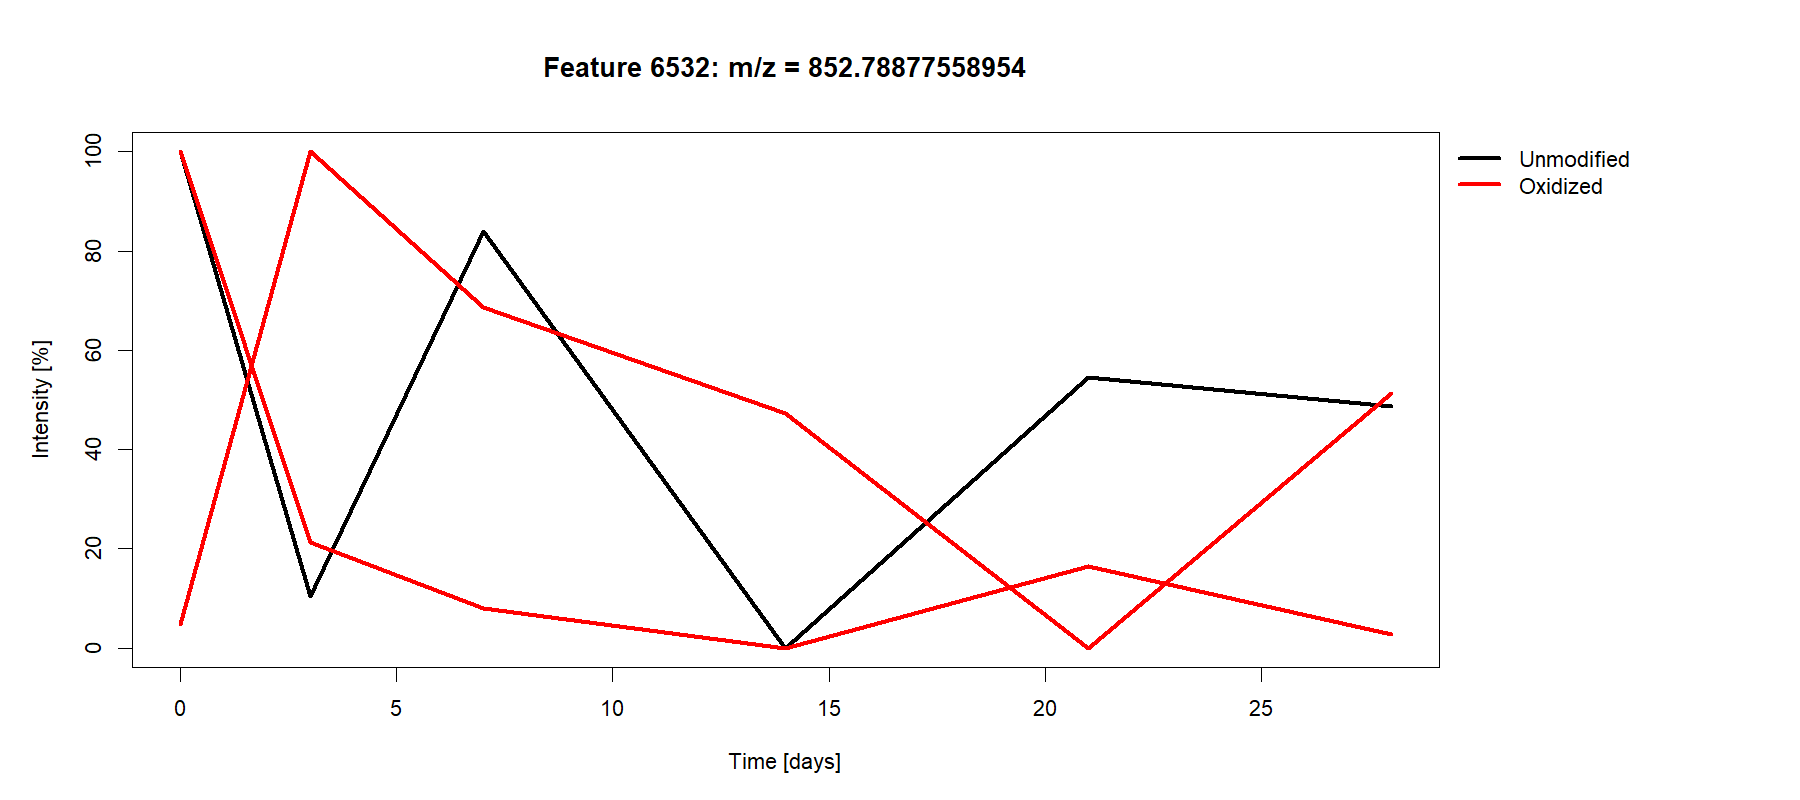 Feature 6532: m/z = 852.78877558954
Unmodified
Oxidized
Intensity [%]
100
80
60
40
20
0
0 5 10 15 20 25
Time [days]